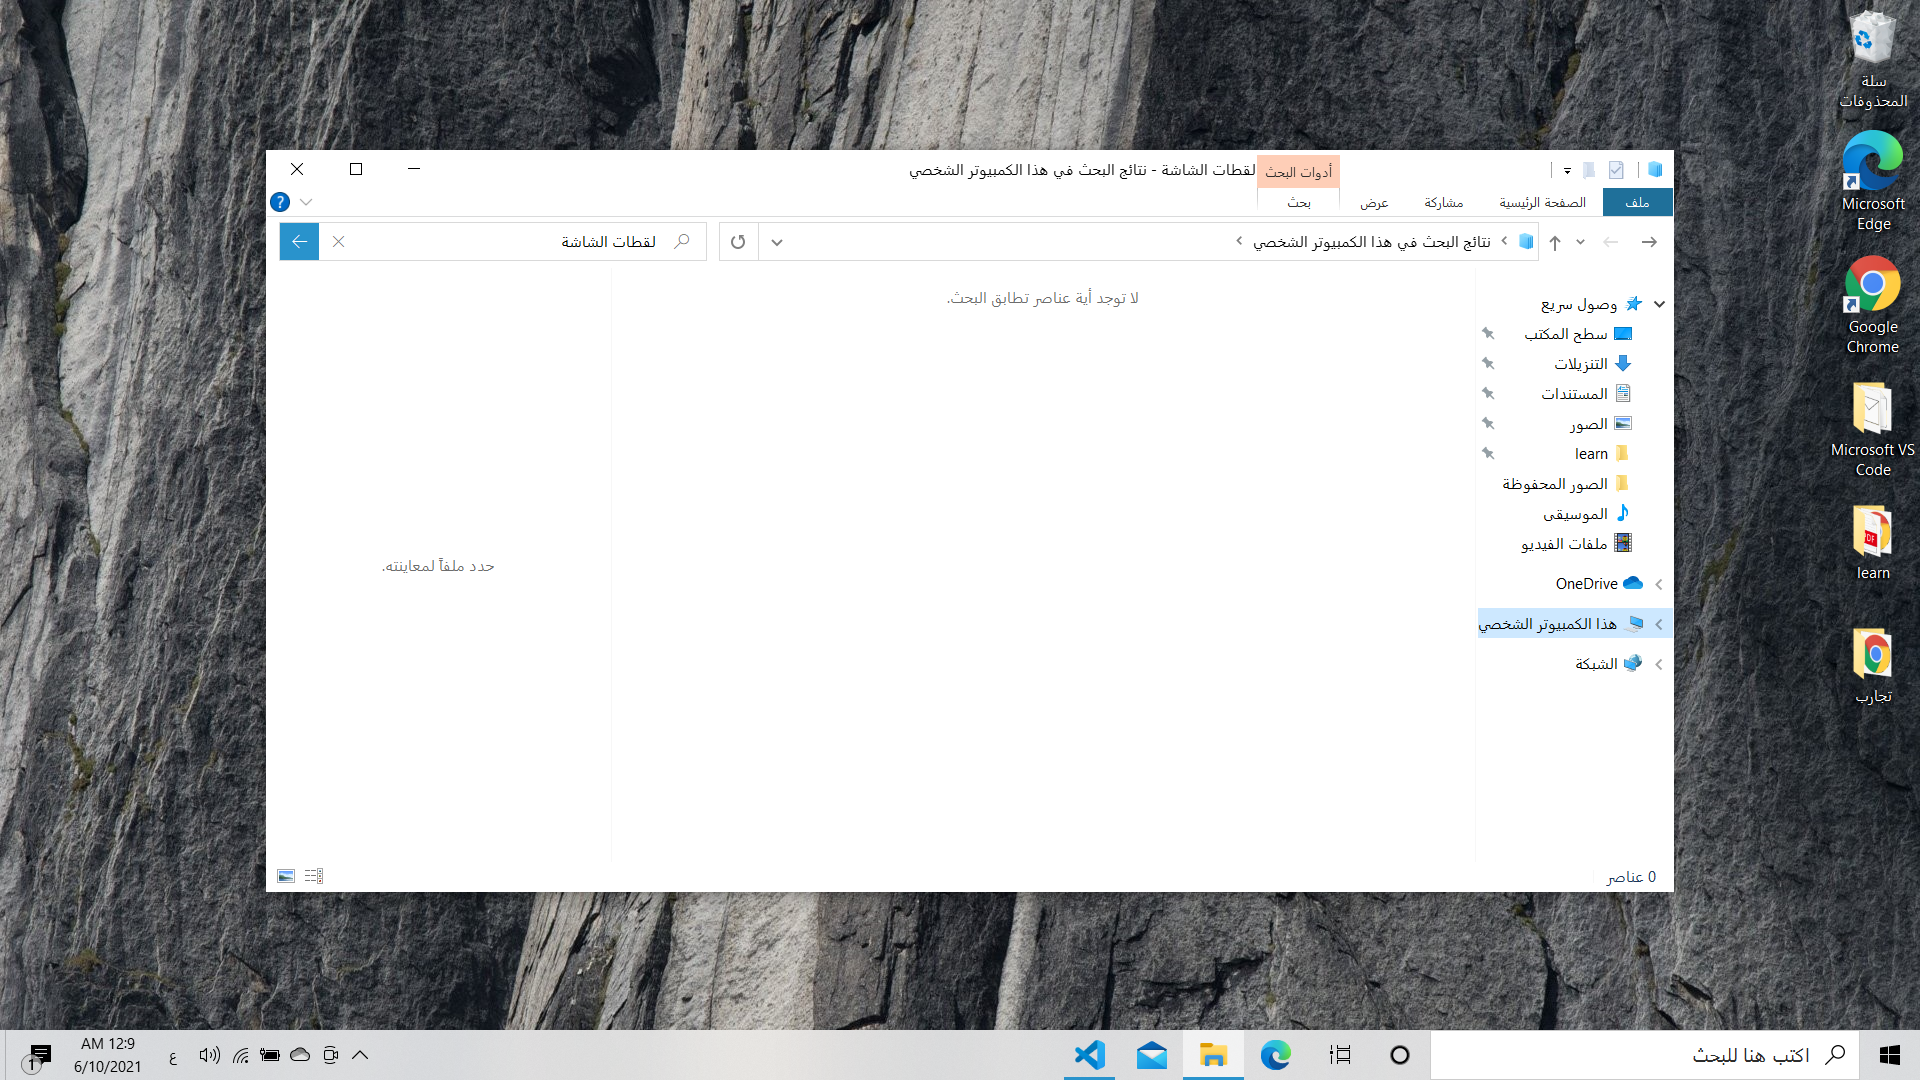 لقطات الشاشة - نتائج البحث في هذا الكمبيوتر الشخصي
أدوات البحث
ملف
الصفحة الرئيسية
مشاركة
عرض
بحث
نتائج البحث في هذا الكمبيوتر الشخصي
لقطات الشاشة
وصول سريع
سطح المكتب
التنزيلات
المستندات
الصور
learn
الصور المحفوظة
الموسيقى
ملفات الفيديو
OneDrive
هذا الكمبيوتر الشخصي
الشبكة
لا توجد أية عناصر تطابق البحث.
حدد ملفاً لمعاينته.
0 عناصر
سلة
المحذوفات
Microsoft
Edge
Google
Chrome
Microsoft VS
Code
PDF
learn
تجارب
اكتب هنا للبحث
ع
AM 12:9
6/10/2021
1